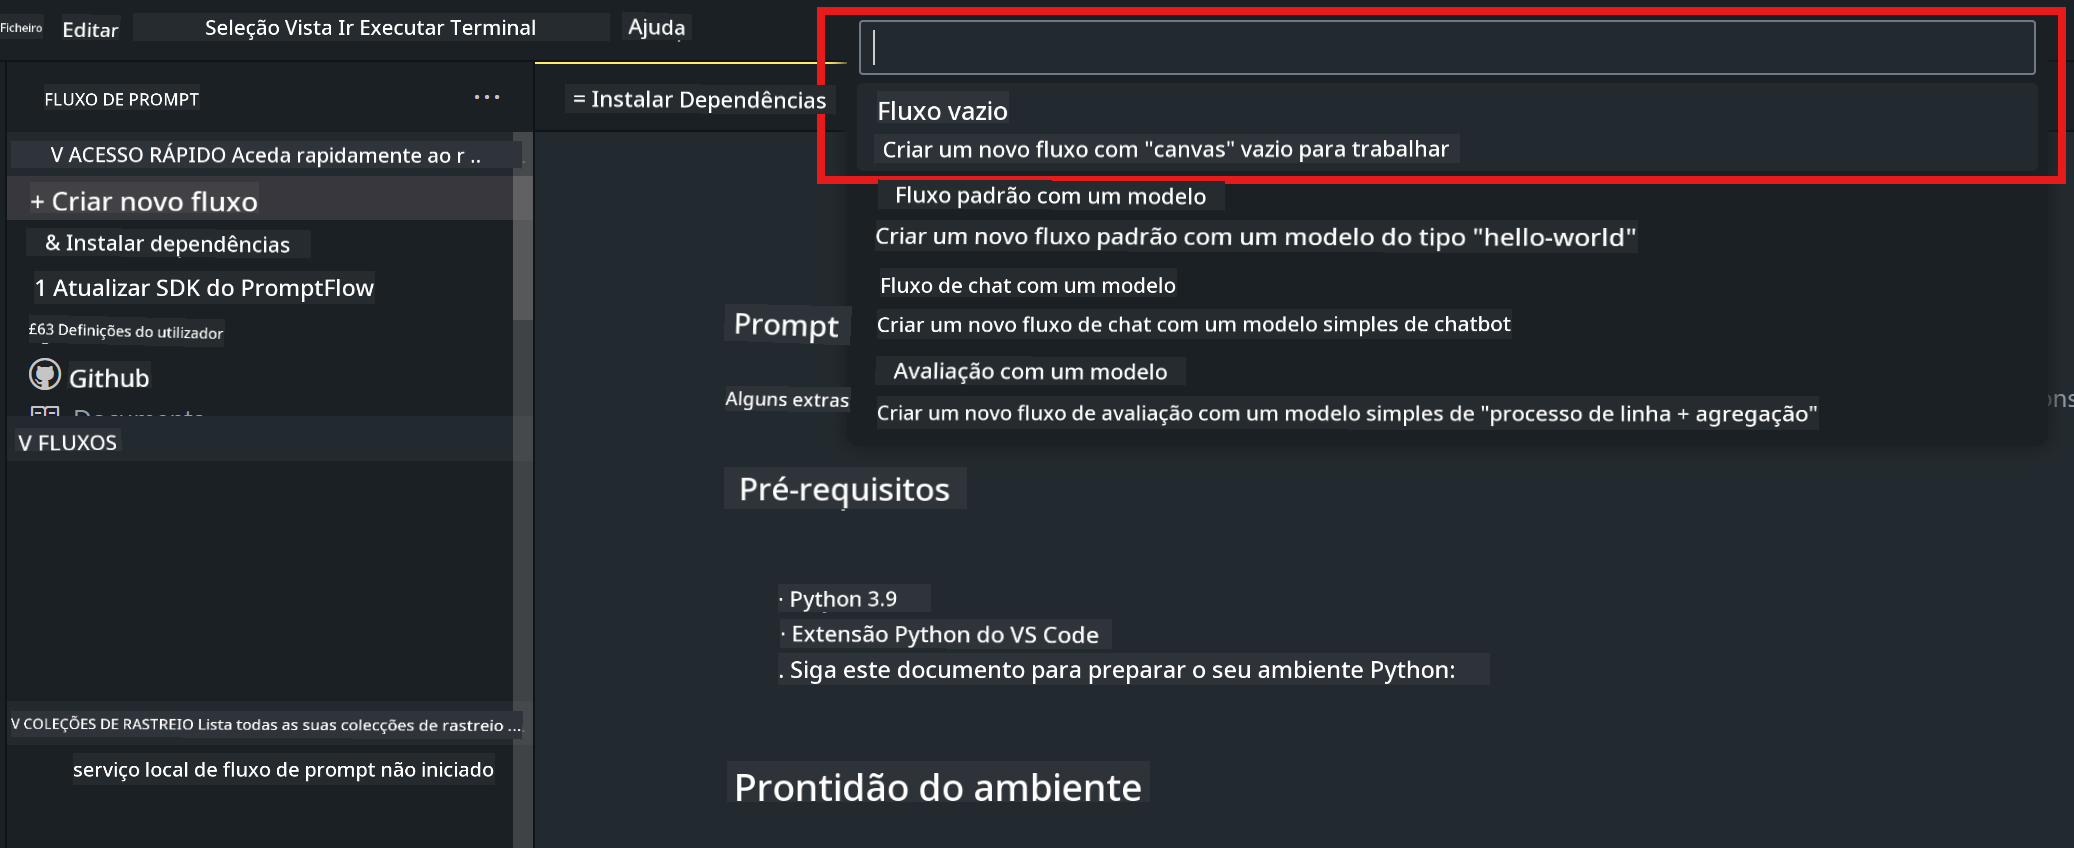 Ficheiro Editar Seleção Vista Ir Executar Terminal Ajuda
FLUXO DE PROMPT ...
V ACESSO RÁPIDO Aceda rapidamente ao r ..
+ Criar novo fluxo
& Instalar dependências
1 Atualizar SDK do PromptFlow
£63 Definições do utilizador
Github
V FLUXOS
V COLEÇÕES DE RASTREIO Lista todas as suas colecções de rastreio ...
serviço local de fluxo de prompt não iniciado
= Instalar Dependências
Fluxo vazio
Criar um novo fluxo com "canvas" vazio para trabalhar
Fluxo padrão com um modelo
Criar um novo fluxo padrão com um modelo do tipo "hello-world"
Fluxo de chat com um modelo
Criar um novo fluxo de chat com um modelo simples de chatbot
Avaliação com um modelo
Criar um novo fluxo de avaliação com um modelo simples de "processo de linha + agregação"
Prompt
Alguns extras
Pré-requisitos
· Python 3.9
· Extensão Python do VS Code
. Siga este documento para preparar o seu ambiente Python:
Prontidão do ambiente